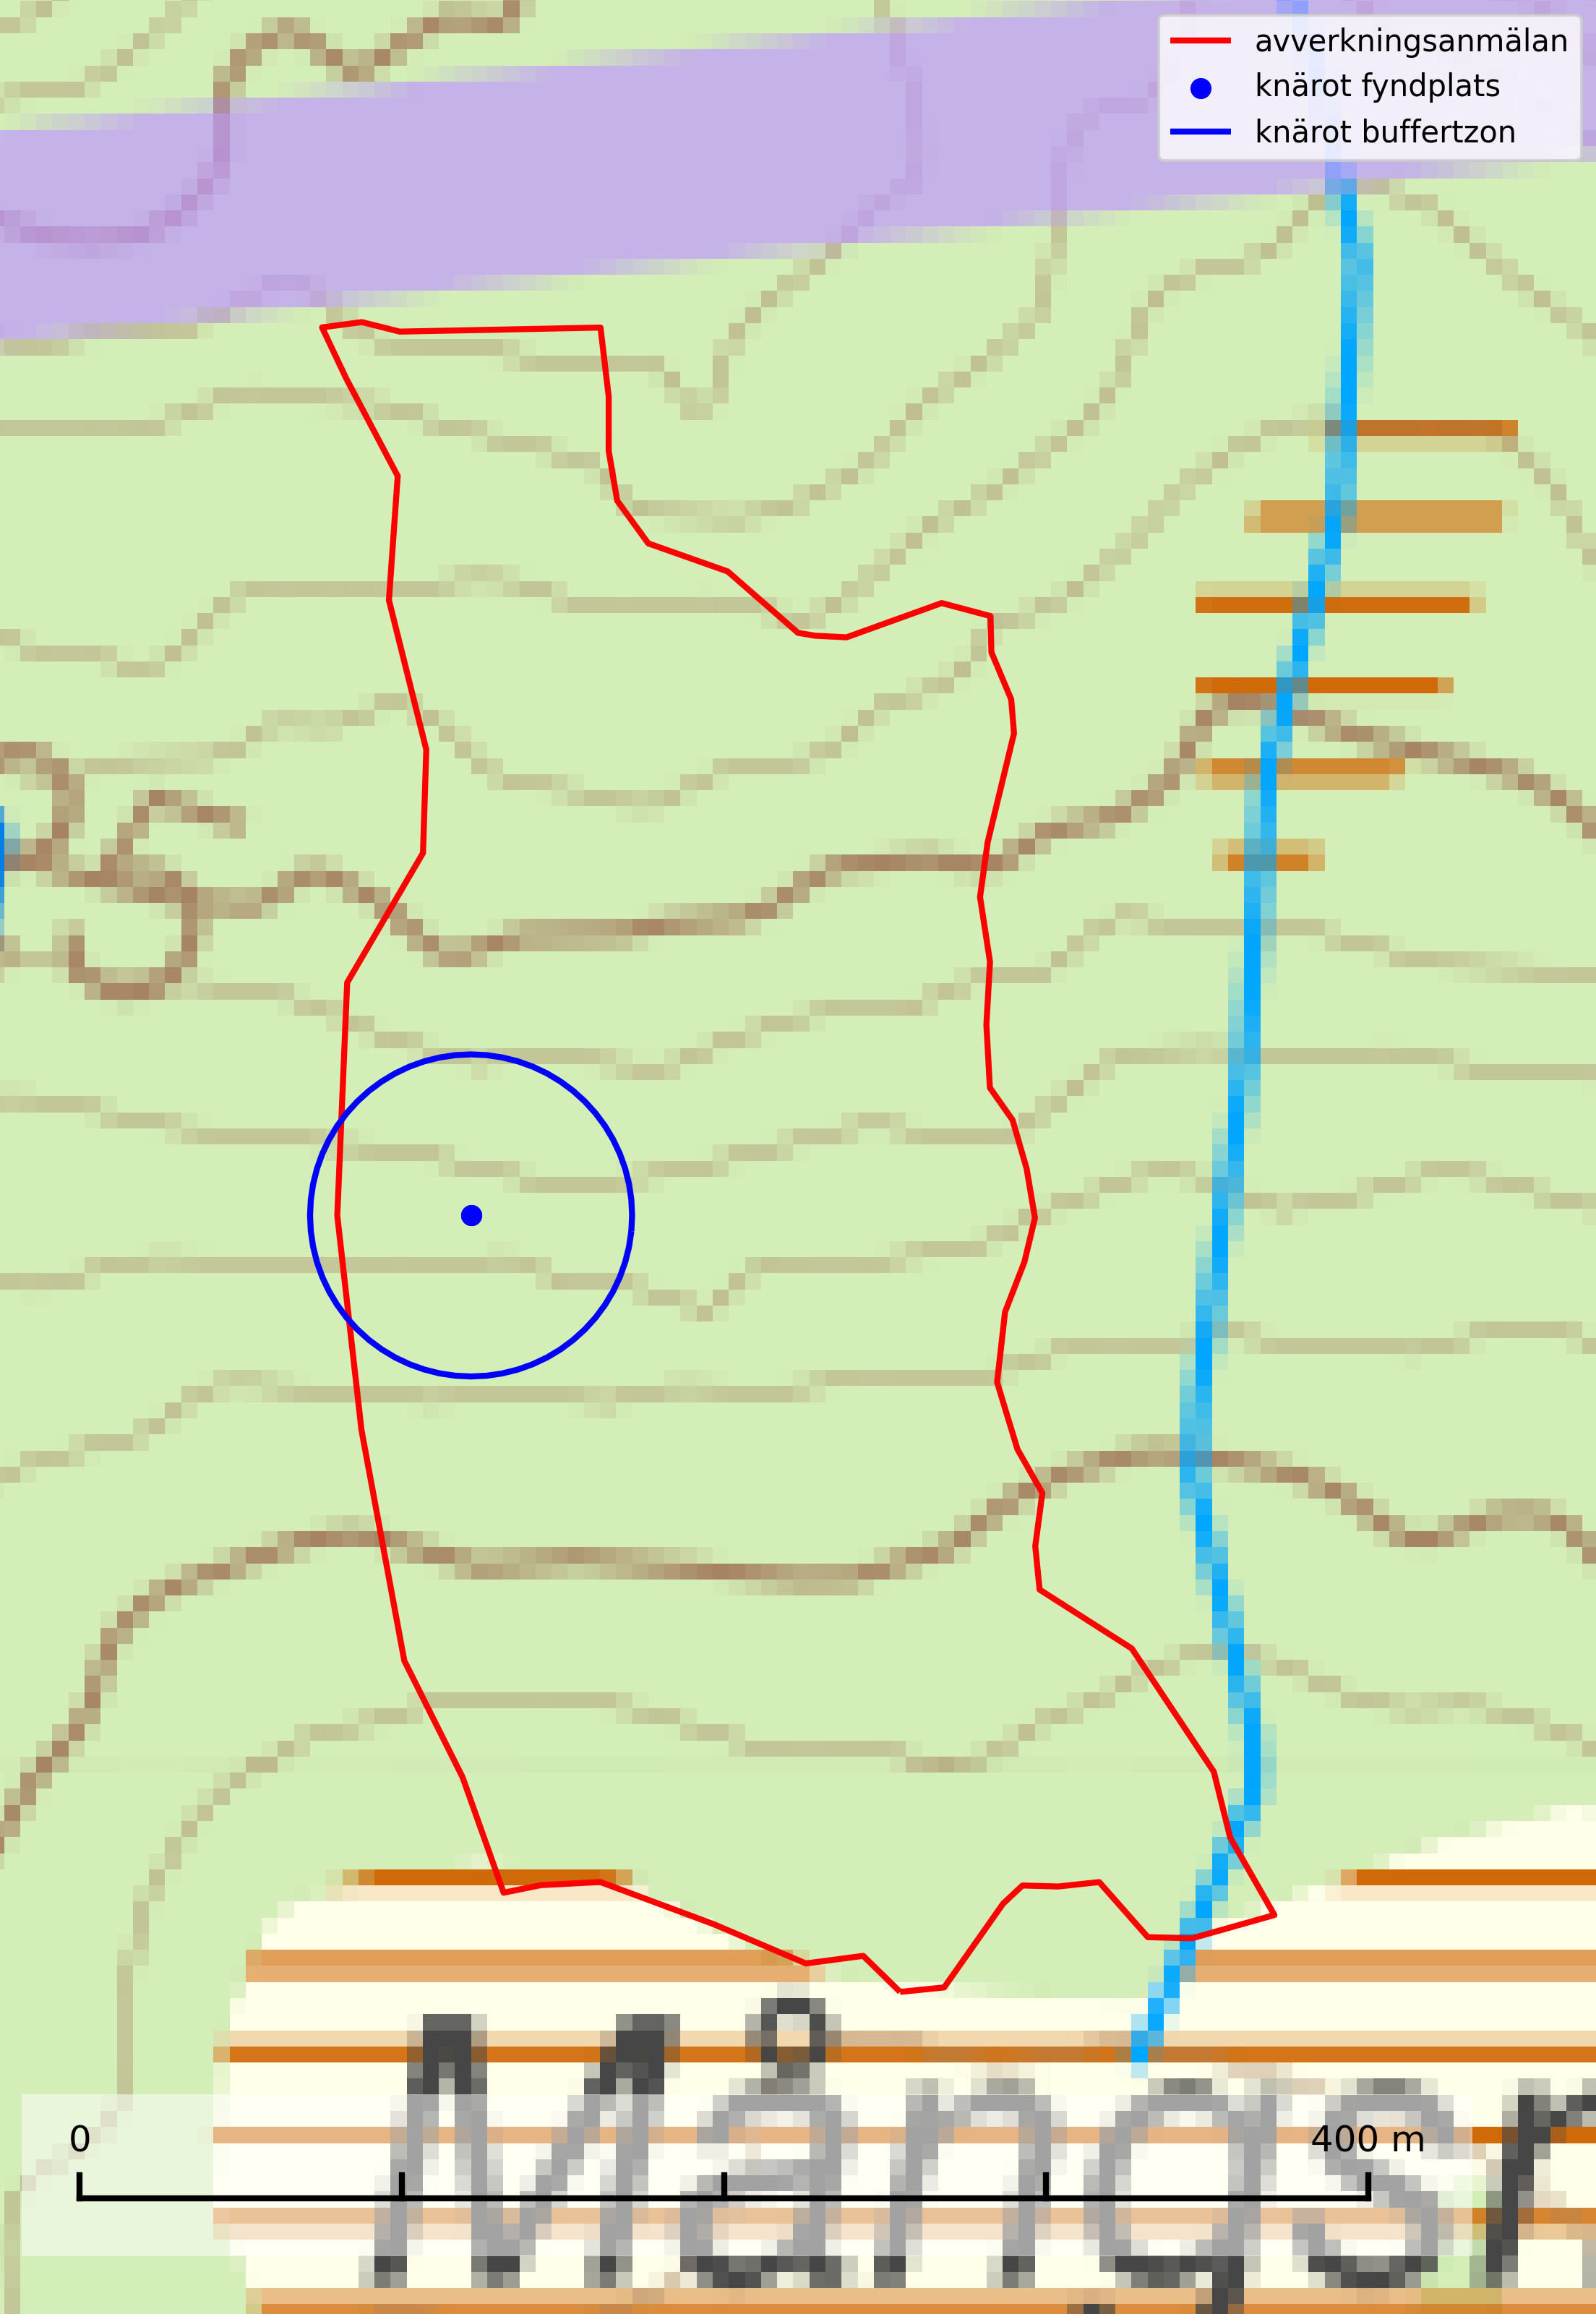 avverkningsanmälan
knärot fyndplats
knärot buffertzon
0
400 m